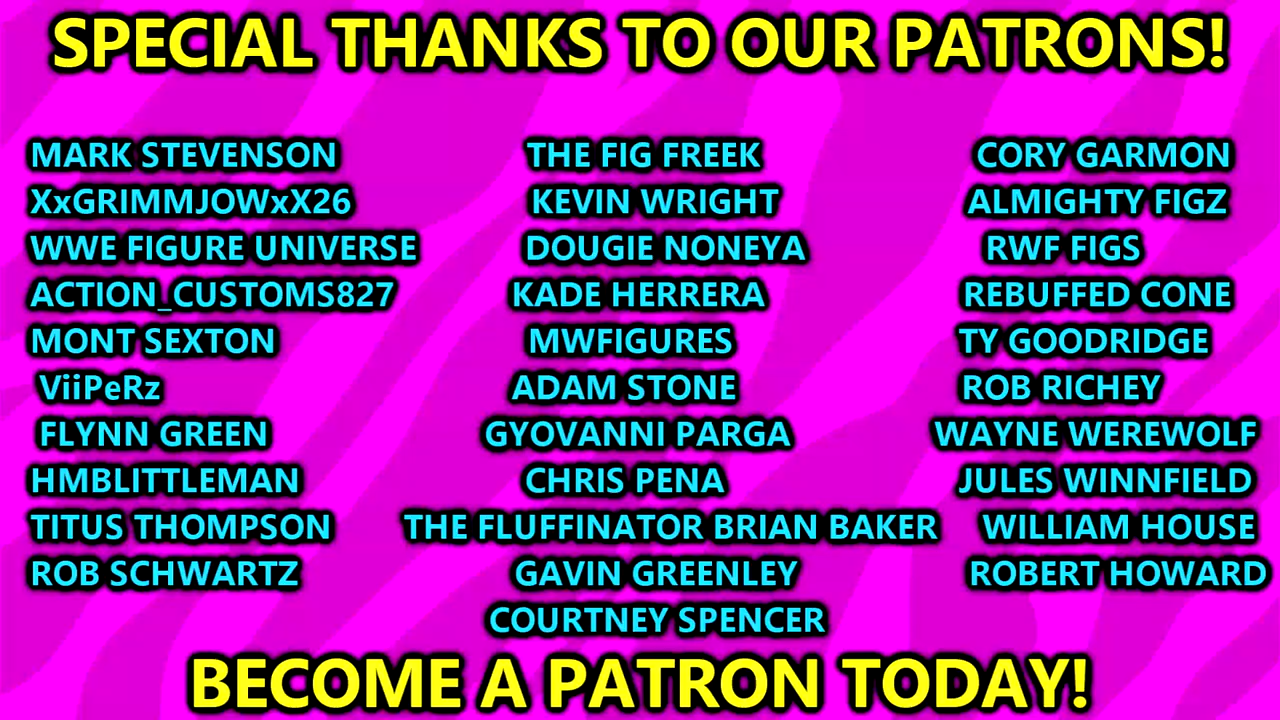 SPECIAL THANKS TO OUR PATRONS!
MARK STEVENSON THE FIG FREEK CORY GARMON
XxGRIMMJOWxX26 KEVIN WRIGHT ALMIGHTY FIGZ
WWE FIGURE UNIVERSE DOUGIE NONEYA RWF FIGS
ACTION_CUSTOMS827 KADE HERRERA REBUFFED CONE
MONT SEXTON MWFIGURES TY GOODRIDGE
ViiPeRz ADAM STONE ROB RICHEY
FLYNN GREEN GYOVANNI PARGA WAYNE WEREWOLF
HMBLITTLEMAN CHRIS PENA JULES WINNFIELD
TITUS THOMPSON THE FLUFFINATOR BRIAN BAKER WILLIAM HOUSE
ROB SCHWARTZ GAVIN GREENLEY ROBERT HOWARD
COURTNEY SPENCER
BECOME A PATRON TODAY!